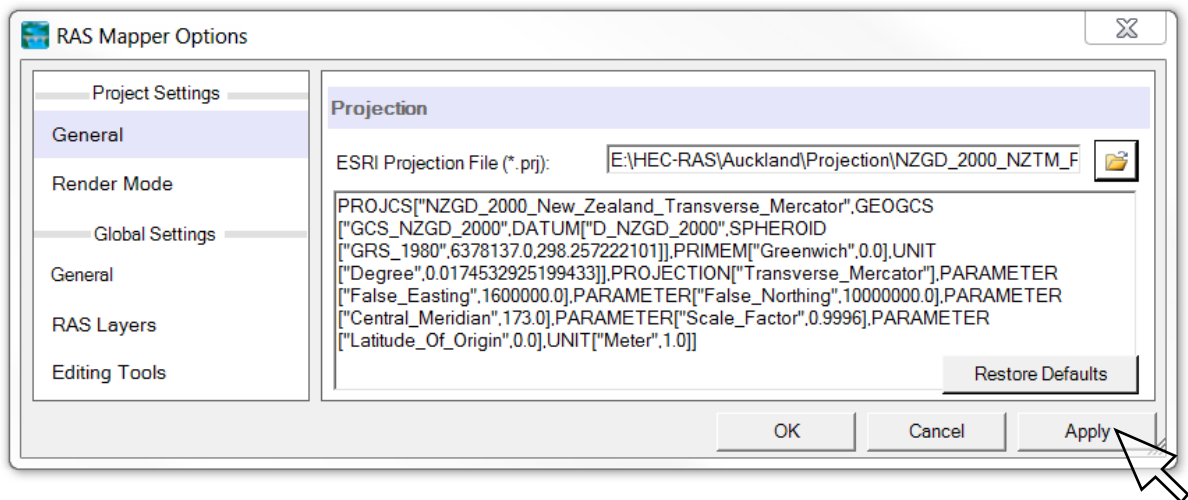 RAS Mapper Options
Project Settings
General
Render Mode
Global Settings
General
RAS Layers
Editing Tools
Projection
ESRI Projection File (*.prj):
E:\HEC-RAS\Auckland\Projection\NZGD_2000_NZTM_F
PROJCS["NZGD_2000_New_Zealand_Transverse_Mercator",GEOGCS
["GCS_NZGD_2000",DATUM["D_NZGD_2000",SPHEROID
["GRS_1980",6378137.0,298.257222101]],PRIMEM["Greenwich",0.0],UNIT
["Degree",0.0174532925199433]],PROJECTION["Transverse_Mercator"],PARAMETER
["False_Easting",1600000.0],PARAMETER["False_Northing",10000000.0],PARAMETER
["Central_Meridian",173.0],PARAMETER["Scale_Factor",0.9996],PARAMETER
["Latitude_Of_Origin",0.0],UNIT["Meter",1.0]]
Restore Defaults
OK
Cancel
Apply